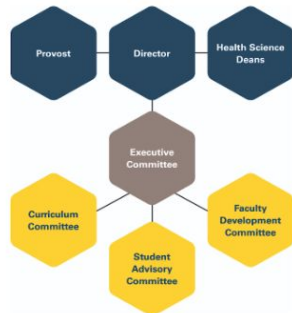 Provost
Director
Health Science
Deans
Executive
Committee
Curriculum
Committee
Faculty
Development
Committee
Student
Advisory
Committee